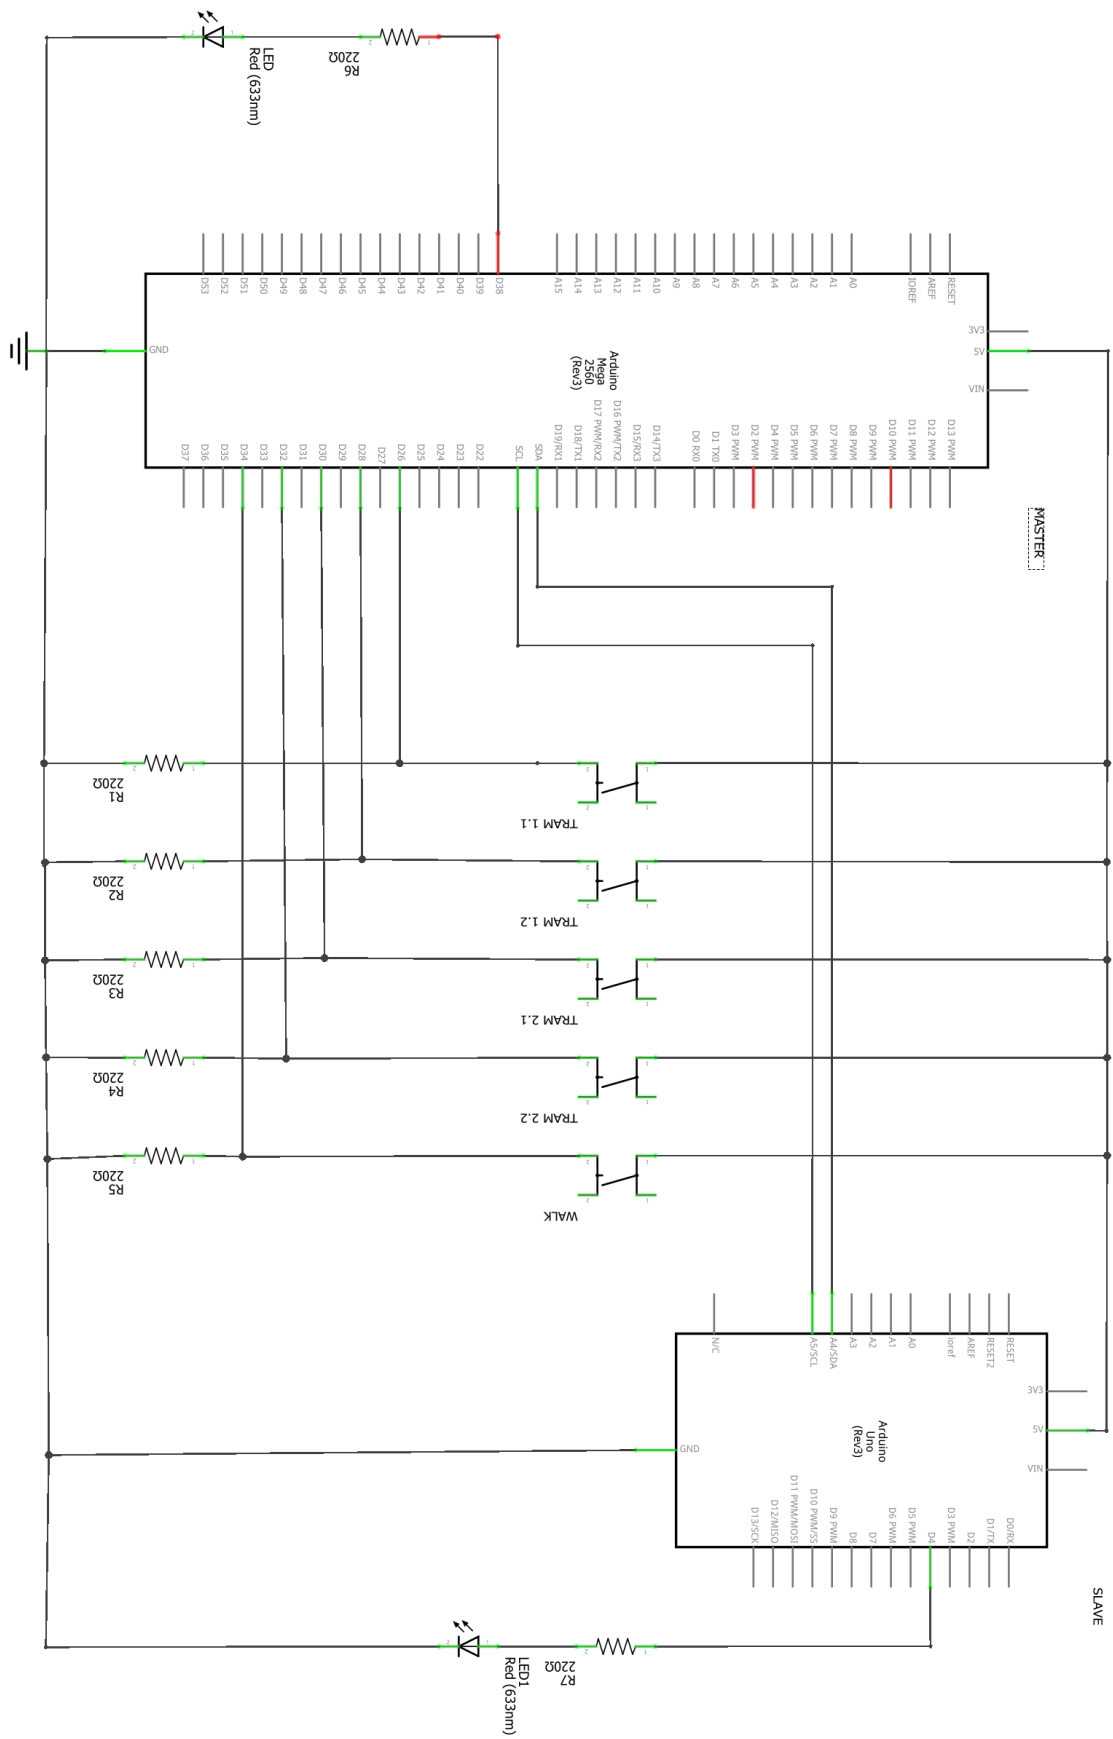 LED
Red (633nm)
R6
220Ω
D53
D52
D51
D50
D49
D48
D47
D46
D45
D44
D43
D42
D41
D40
D39
D38
A15
A14
A13
A12
A11
A10
A9
A8
A7
A6
A5
A4
A3
A2
A1
A0
IOREF
AREF
RESET
GND
Arduino
Mega
2560
(Rev3)
3V3
5V
VIN
D37
D36
D35
D34
D33
D32
D31
D30
D29
D28
D27
D26
D25
D24
D23
D22
SCL
SDA
D19/RX1
D18/TX1
D17 PWM/RX2
D16 PWM/TX2
D15/RX3
D14/TX3
D0 RX0
D1 TX0
D3 PWM
D2 PWM
D4 PWM
D5 PWM
D6 PWM
D7 PWM
D8 PWM
D9 PWM
D10 PWM
D11 PWM
D12 PWM
D13 PWM
MASTER
R1
220Ω
TRAM 1.1
R2
220Ω
TRAM 1.2
R3
220Ω
TRAM 2.1
R4
220Ω
TRAM 2.2
R5
220Ω
WALK
N/C
A5/SCL
A4/SDA
A3
A2
A1
A0
ioref
AREF
RESET2
RESET
GND
Arduino
Uno
(Rev3)
3V3
5V
VIN
D13/SCK
D12/MISO
D11 PWM/MOSI
D10 PWM/SS
D9 PWM
D8
D7
D6 PWM
D5 PWM
D4
D3 PWM
D2
D1/TX
D0/RX
SLAVE
LED1
Red (633nm)
R7
220Ω